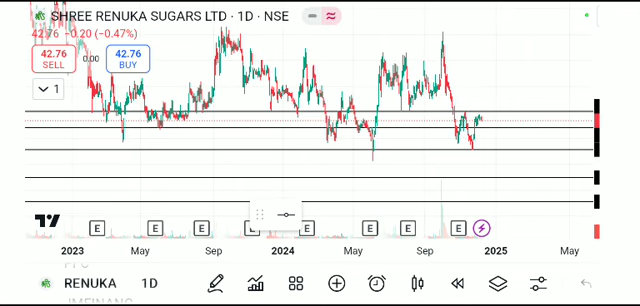 SHREE RENUKA SUGARS LTD · 1D · NSE
42.76 −0.20 (−0.47%)
42.76 SELL
0.00
42.76 BUY
1
E E E E E E E E
2023 May Sep 2024 May Sep 2025 May
RENUKA 1D